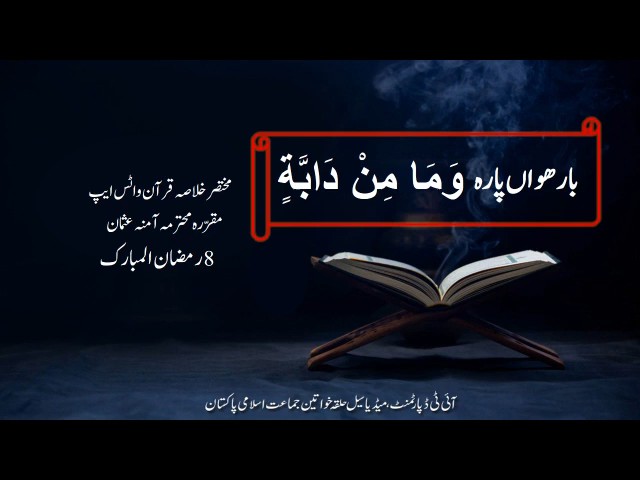 بارھواں پارہ وَمَا مِنْ دَابَّةٍ
مختصر خلاصہ قرآن واٹس ایپ
مقررّہ محترمہ آمنہ عثمان
8 رمضان المبارک
آئی ٹی ڈپارٹمنٹ، میڈیا سیل حلقہ خواتین جماعت اسلامی پاکستان